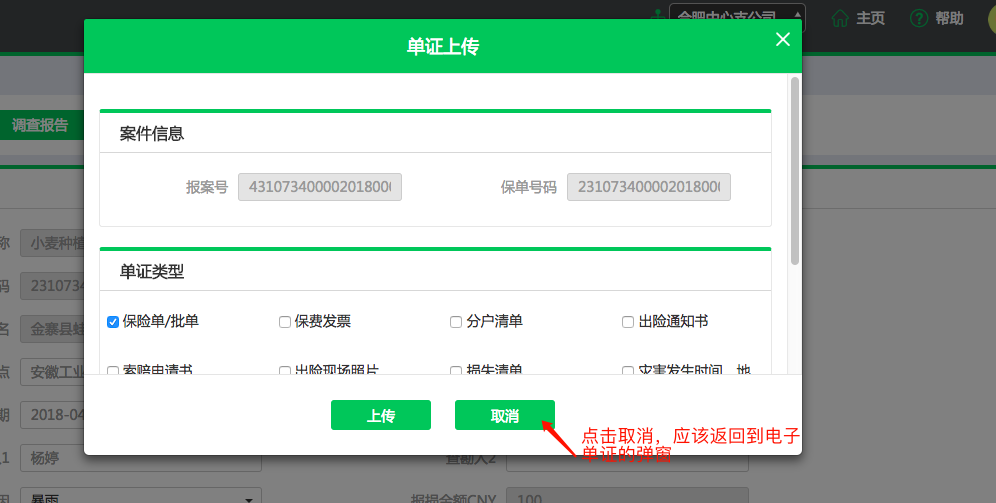 合肥中心支公司
主页
帮助
单证上传
调查报告
案件信息
报案号 431073400002018000
保单号码 231073400002018000
称 小麦种植
单证类型
码 2310734
保险单/批单 保费发票 分户清单 出险通知书
名 金寨县
点 安徽工业
索赔申请书 出险现场照片 损失清单 灾害发生时间、地
期 2018-04
上传 取消
点击取消，应该返回到电子
单证的弹窗
1 杨婷
查勘人2
因 暴雨
报损金额CNY 100